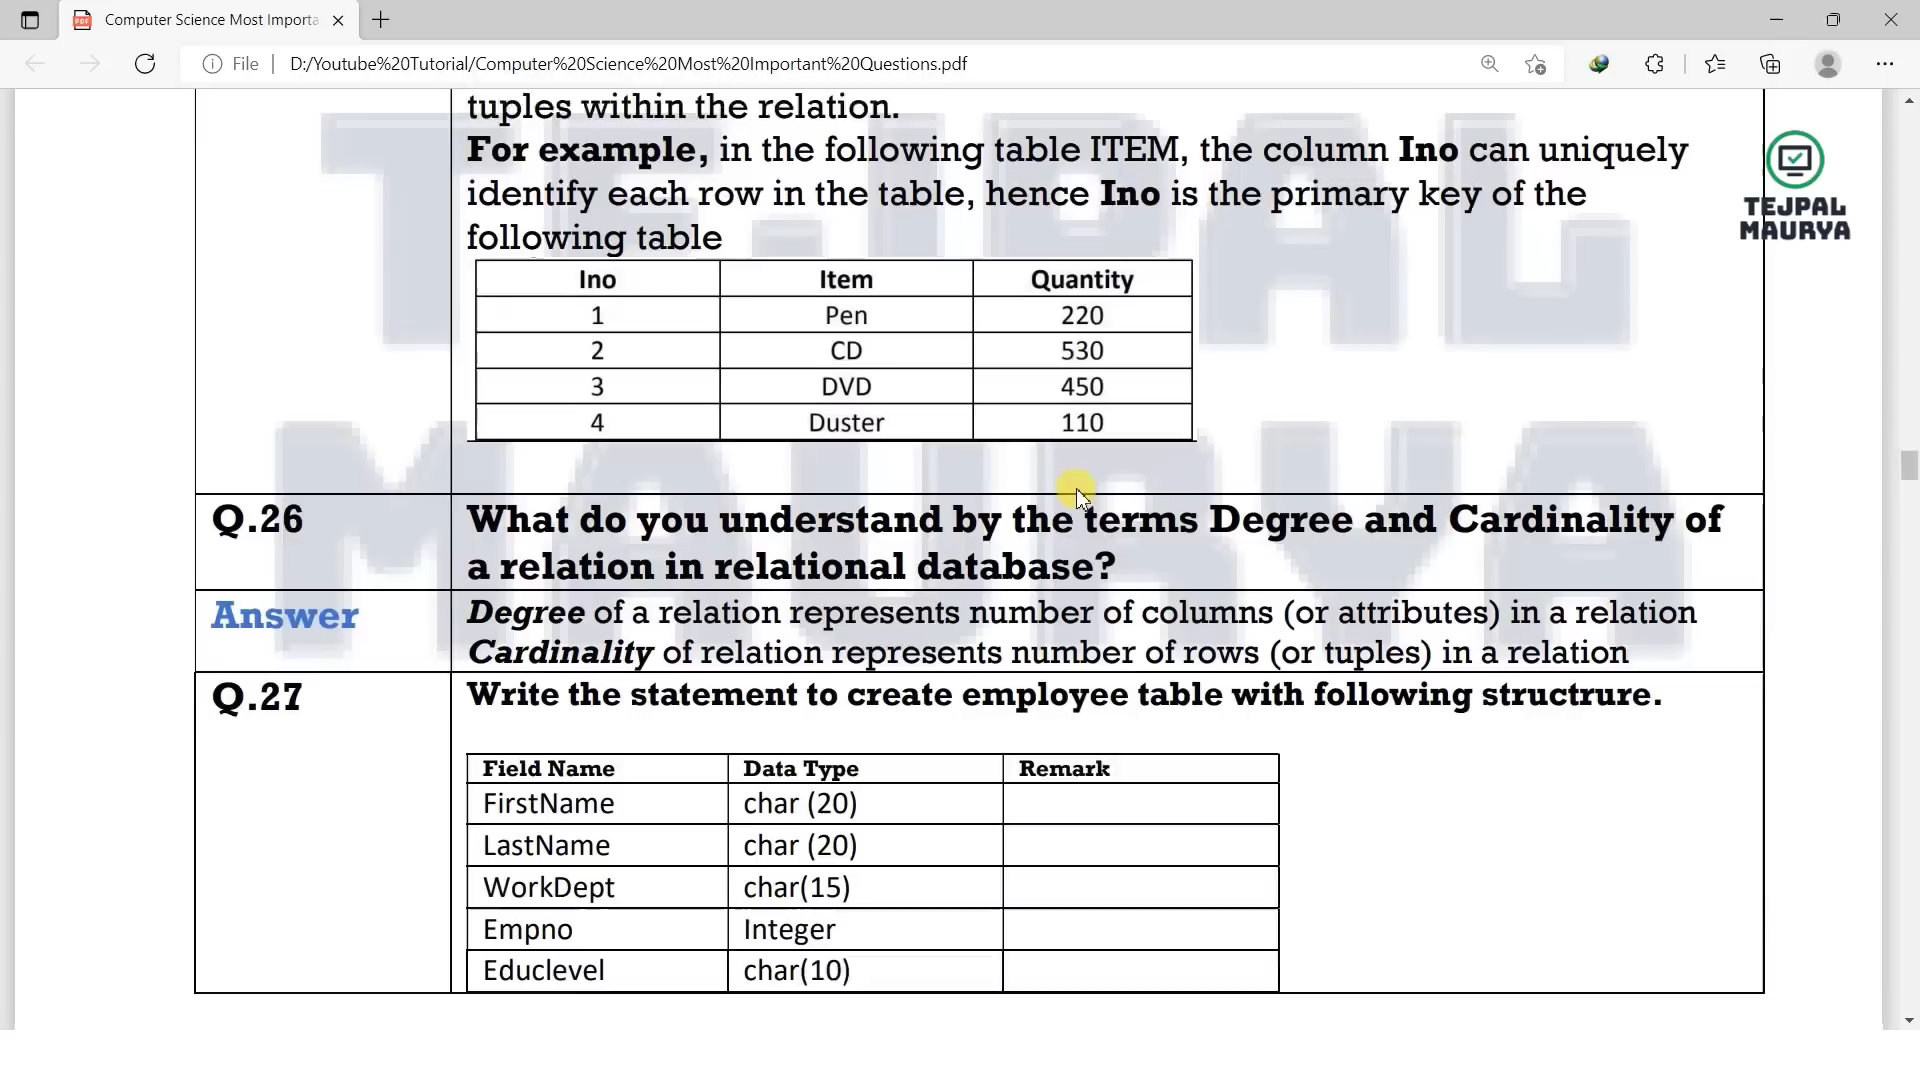 Computer Science Most Importa
File | D:/Youtube%20Tutorial/Computer%20Science%20Most%20Important%20Questions.pdf
tuples within the relation.
For example, in the following table ITEM, the column Ino can uniquely
identify each row in the table, hence Ino is the primary key of the
following table
TEJPAL
MAURYA
Ino Item Quantity
1 Pen 220
2 CD 530
3 DVD 450
4 Duster 110
TEJPAL
MAURYA
Q.26 What do you understand by the terms Degree and Cardinality of
a relation in relational database?
Answer Degree of a relation represents number of columns (or attributes) in a relation
Cardinality of relation represents number of rows (or tuples) in a relation
Q.27 Write the statement to create employee table with following structrure.
Field Name Data Type Remark
FirstName char (20)
LastName char (20)
WorkDept char(15)
Empno Integer
Educlevel char(10)